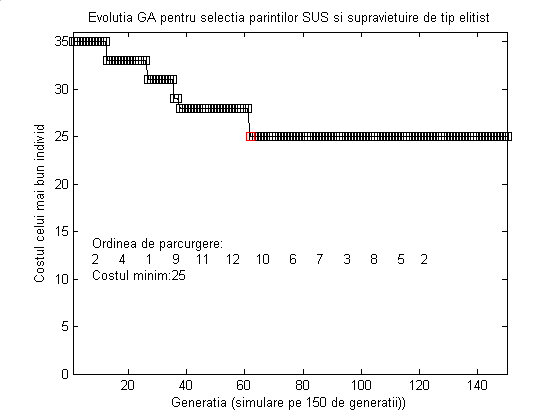 Evolutia GA pentru selectia parintilor SUS si supravietuire de tip elitist
35
30
25
20
15
10
5
0
Costul celui mai bun individ
Ordinea de parcurgere:
2 4 1 9 11 12 10 6 7 3 8 5 2
Costul minim:25
20 40 60 80 100 120 140
Generatia (simulare pe 150 de generatii))